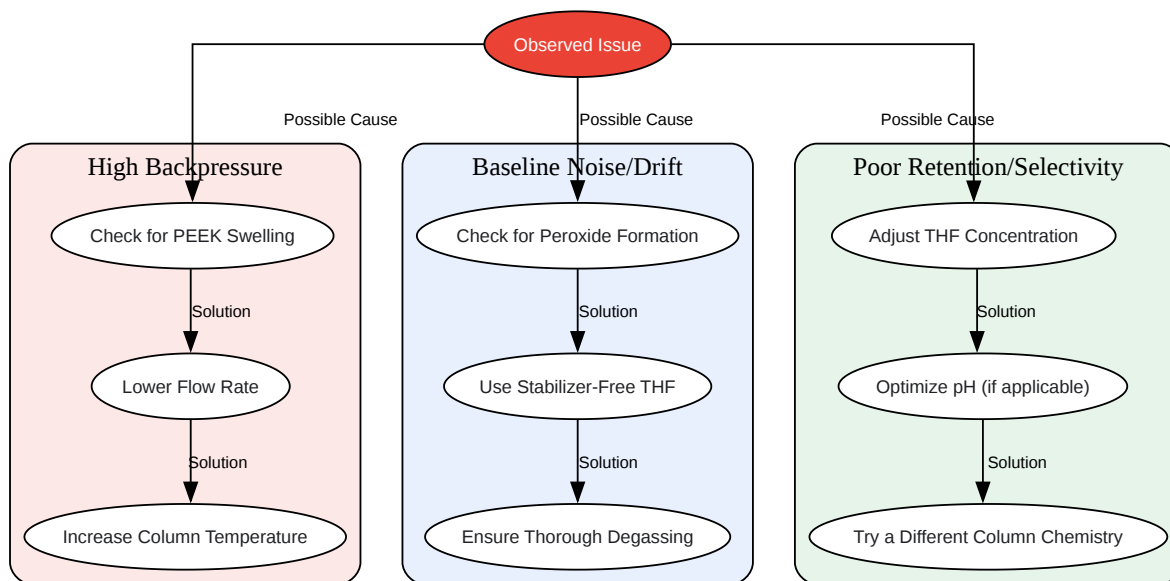 Observed Issue
Possible Cause
Possible Cause
Possible Cause
High Backpressure
Check for PEEK Swelling
Solution
Lower Flow Rate
Solution
Increase Column Temperature
Baseline Noise/Drift
Check for Peroxide Formation
Solution
Use Stabilizer-Free THF
Solution
Ensure Thorough Degassing
Poor Retention/Selectivity
Adjust THF Concentration
Solution
Optimize pH (if applicable)
Solution
Try a Different Column Chemistry